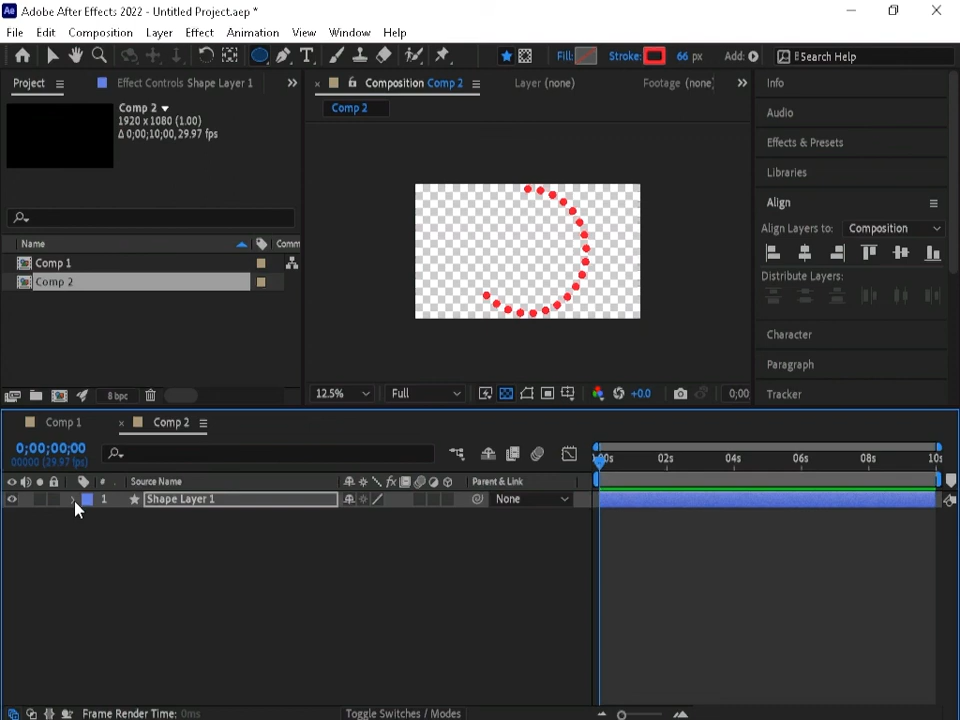 Ae Adobe After Effects 2022 - Untitled Project.aep *
File Edit Composition Layer Effect Animation View Window Help
Fill: Stroke: 66 px Add: Search Help
Project Effect Controls Shape Layer 1 Composition Comp 2 Layer (none) Footage (none) Info
Comp 2
1920 x 1080 (1.00)
Δ 0;00;10;00, 29.97 fps
Comp 2
Audio
Effects & Presets
Libraries
Align
Align Layers to: Composition
Distribute Layers:
Name Comm
Comp 1
Comp 2
Character
Paragraph
Tracker
8 bpc
12.5% Full +0.0 0;00
Comp 1 Comp 2
0;00;00;00
00000 (29.97 fps)
:00s 02s 04s 06s 08s 10s
# Source Name Parent & Link
1 Shape Layer 1 None
Frame Render Time: 0ms Toggle Switches / Modes